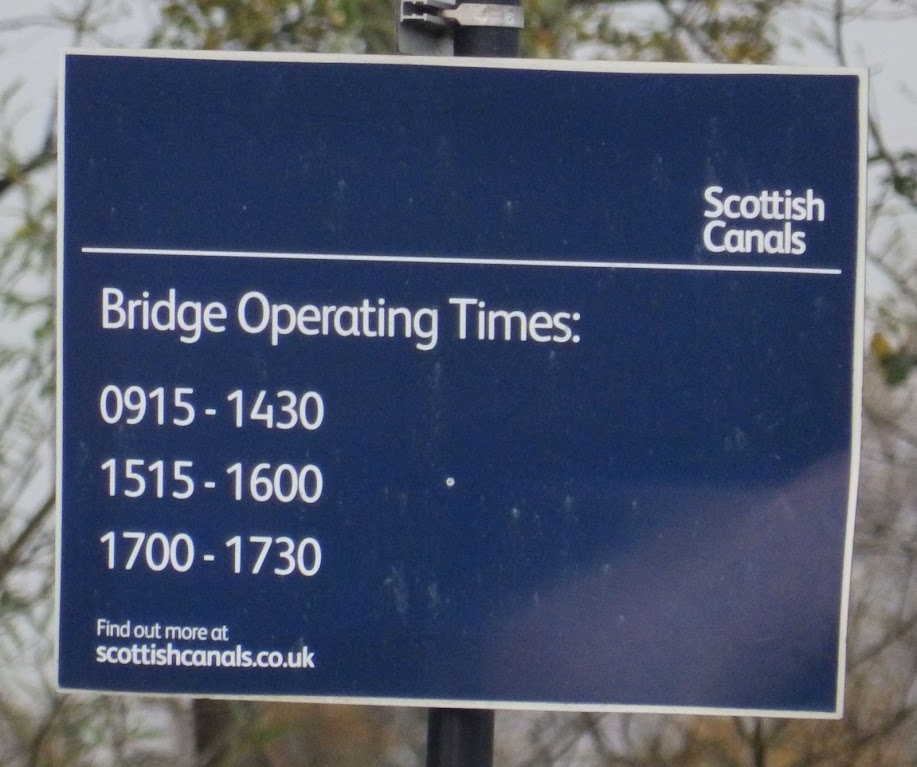 Scottish
Canals
Bridge Operating Times:
0915 - 1430
1515 - 1600
1700 - 1730
Find out more at
scottishcanals.co.uk